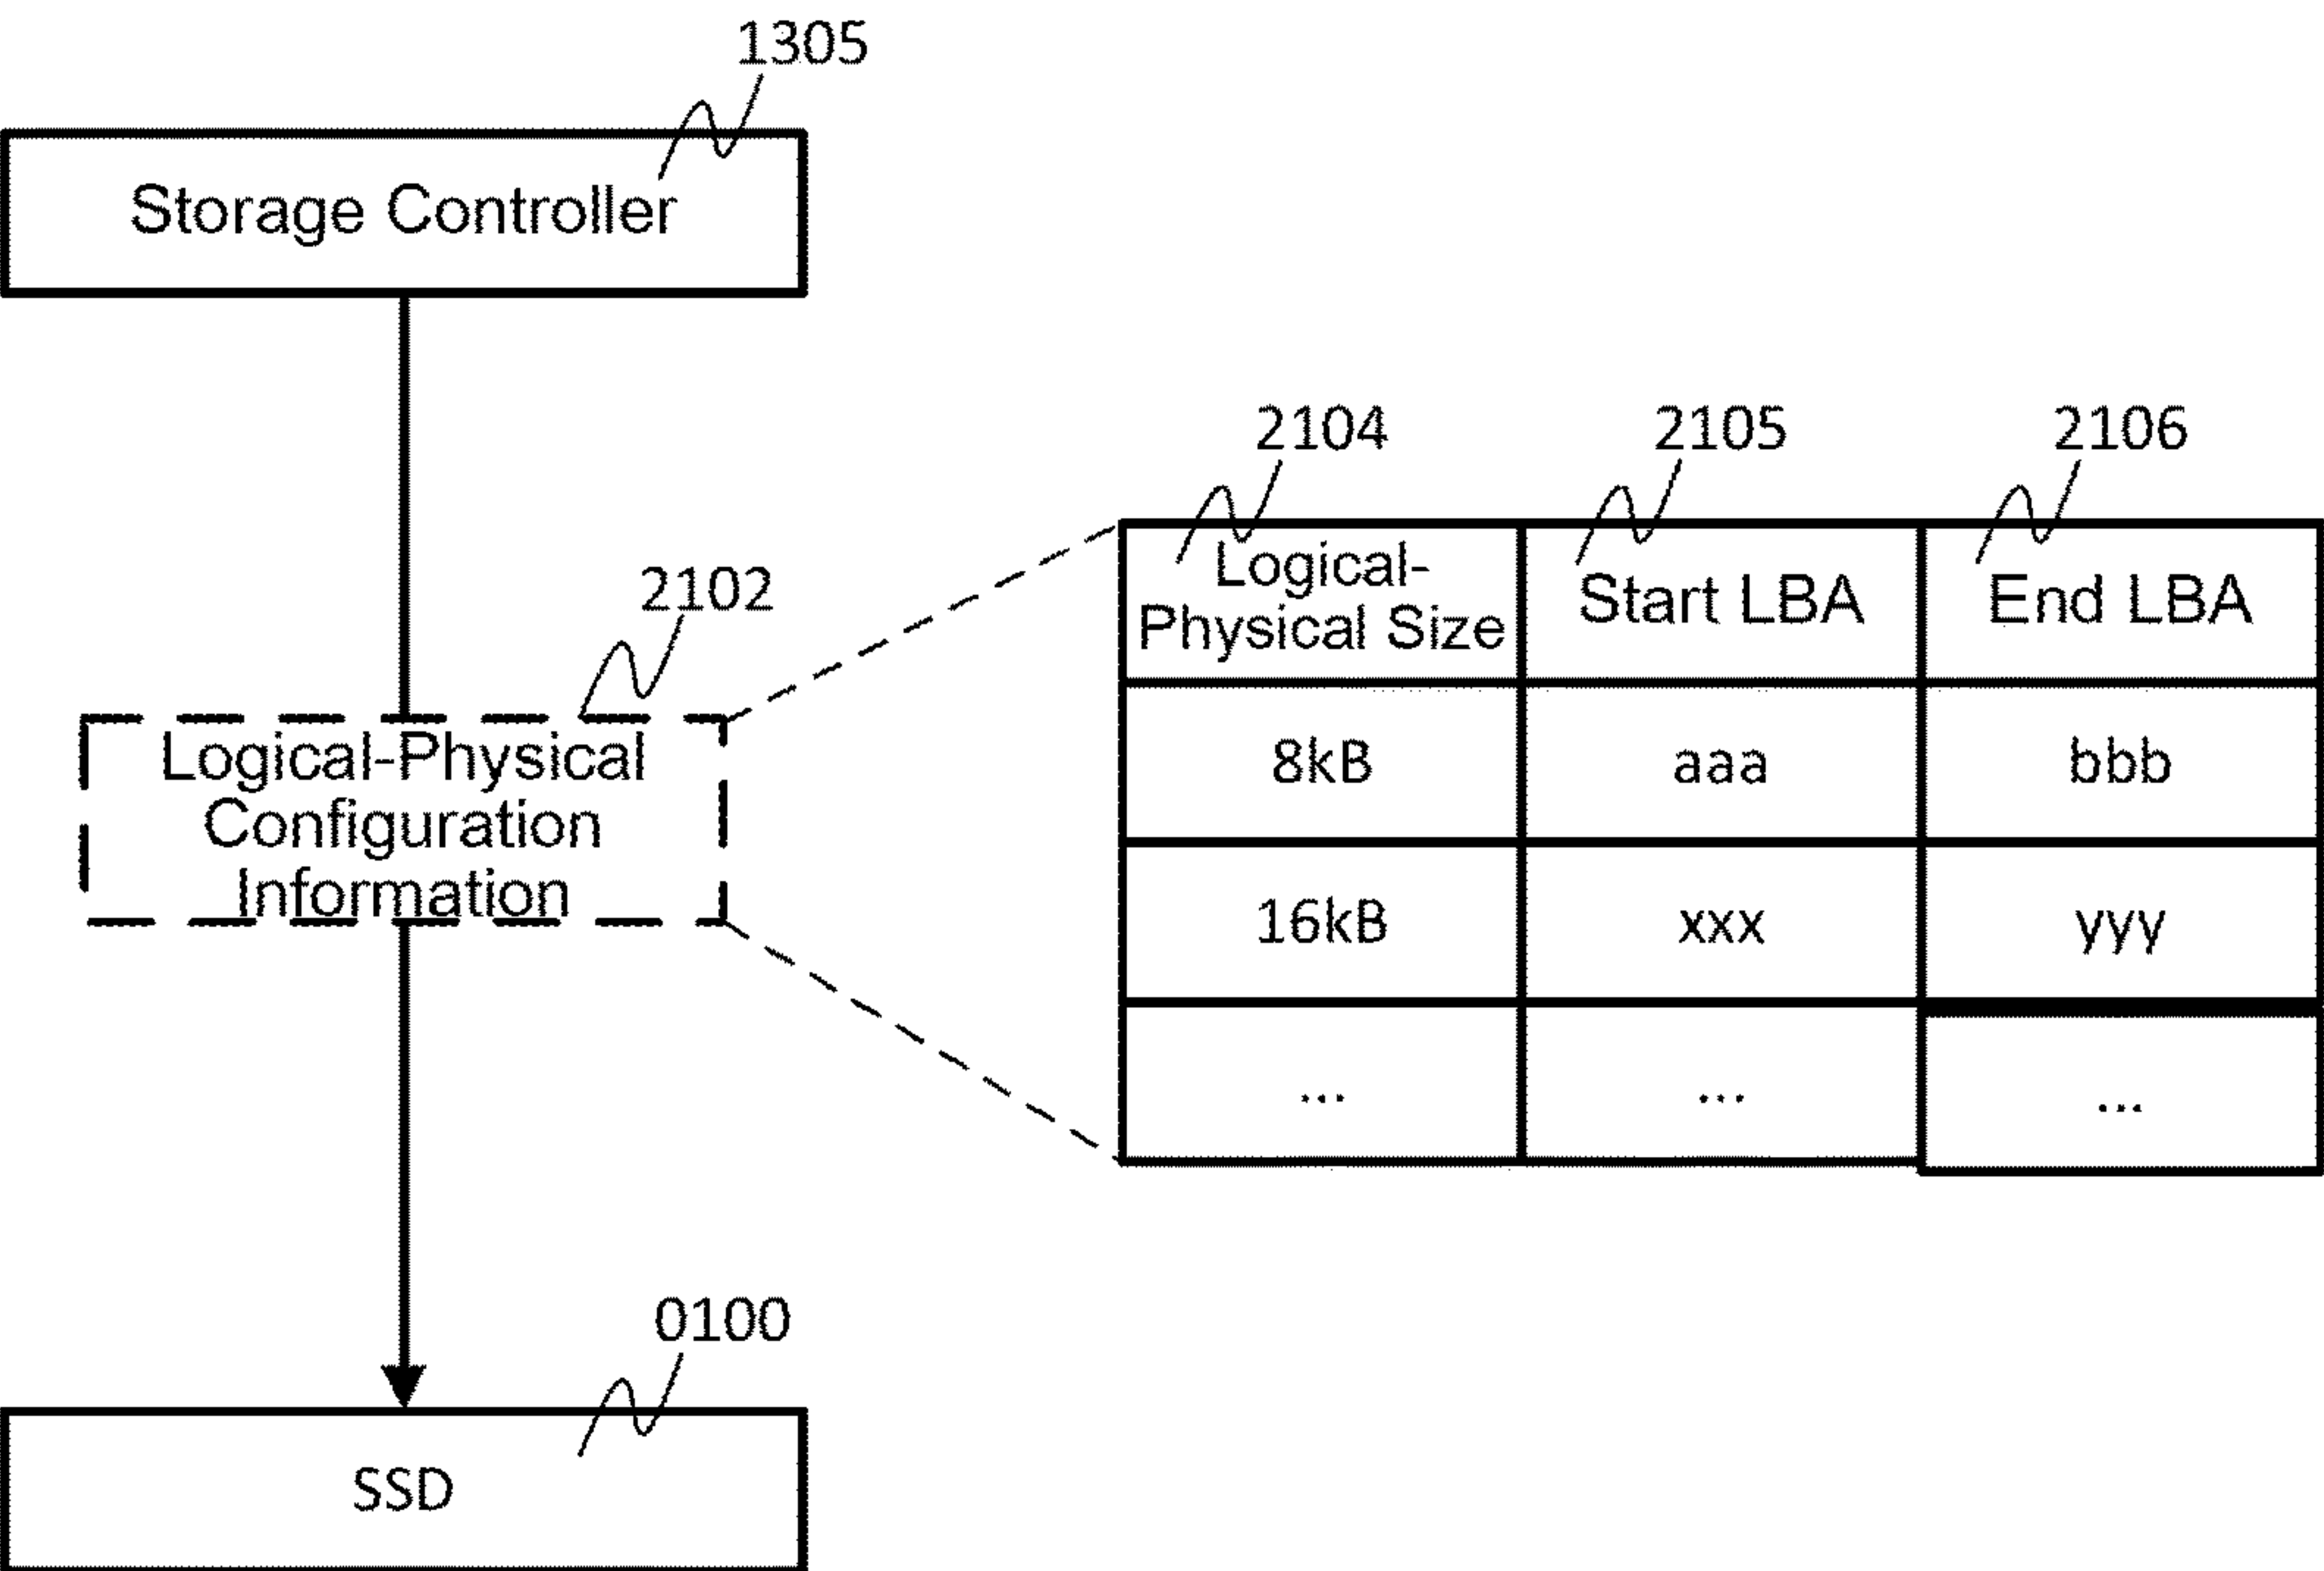 1305
Storage Controller
2102
Logical-Physical
Configuration
Information
0100
SSD
2104
2105
2106
Logical-
Physical Size
Start LBA
End LBA
8kB
aaa
bbb
16kB
xxx
yyy
...
...
...